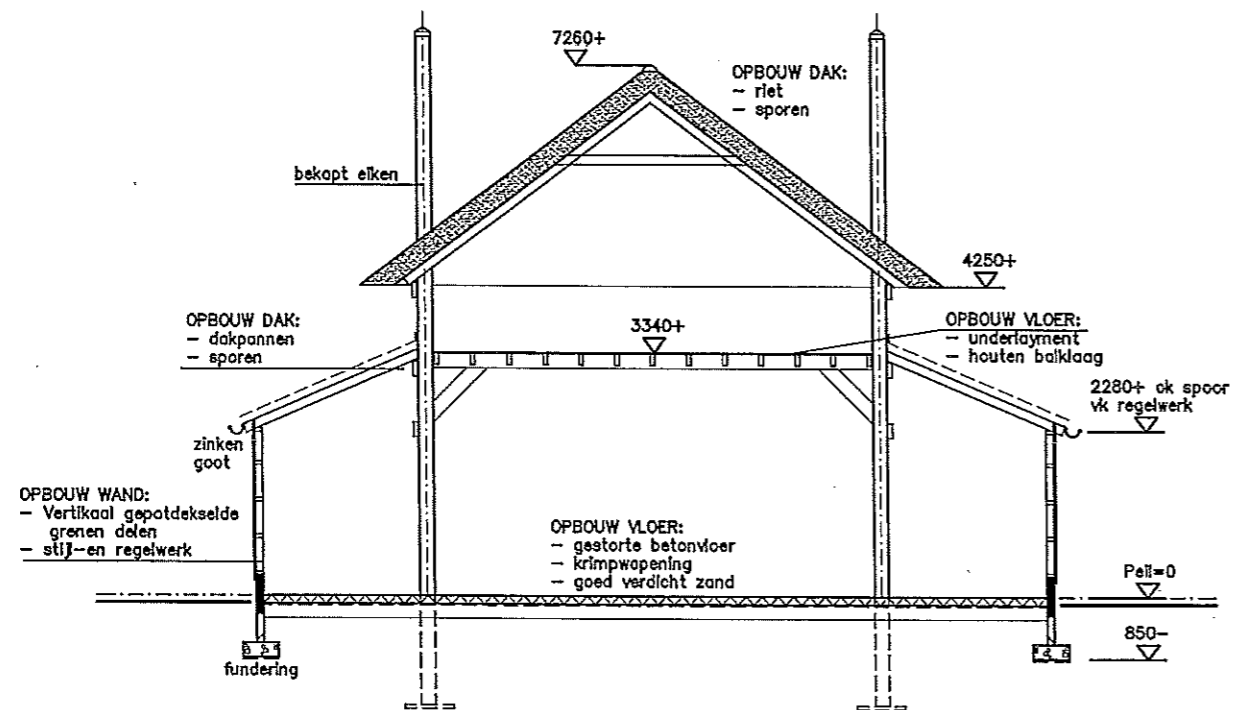 7260+
OPBOUW DAK:
- riet
- sporen
bekapt eiken
4250+
OPBOUW DAK:
- dakpannen
- sporen
3340+
OPBOUW VLOER:
- underlayment
- houten balklaag
2280+ ok spoor
vk regelwerk
zinken
goot
OPBOUW WAND:
- Vertikaal gepotdekselde
grenen delen
- stijl-en regelwerk
OPBOUW VLOER:
- gestorte betonvloer
- krimpwapening
- goed verdicht zand
Peil=0
850-
fundering